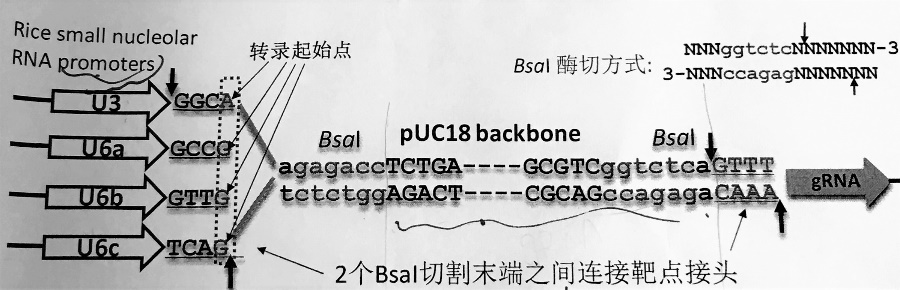 Rice small nucleolar
RNA promoters
转录起始点
BsaI 酶切方式:
NNNggtctcNNNNNNN-3
3-NNNccagagNNNNNNN
U3 GGCA
U6a GCCG
U6b GTTG
U6c TCAG
BsaI pUC18 backbone BsaI
agagaccTCTGA----GCGTCggtctcaGTTT
tctctggAGACT----CGCAGccagagaCAAA
gRNA
2个BsaI切割末端之间连接靶点接头